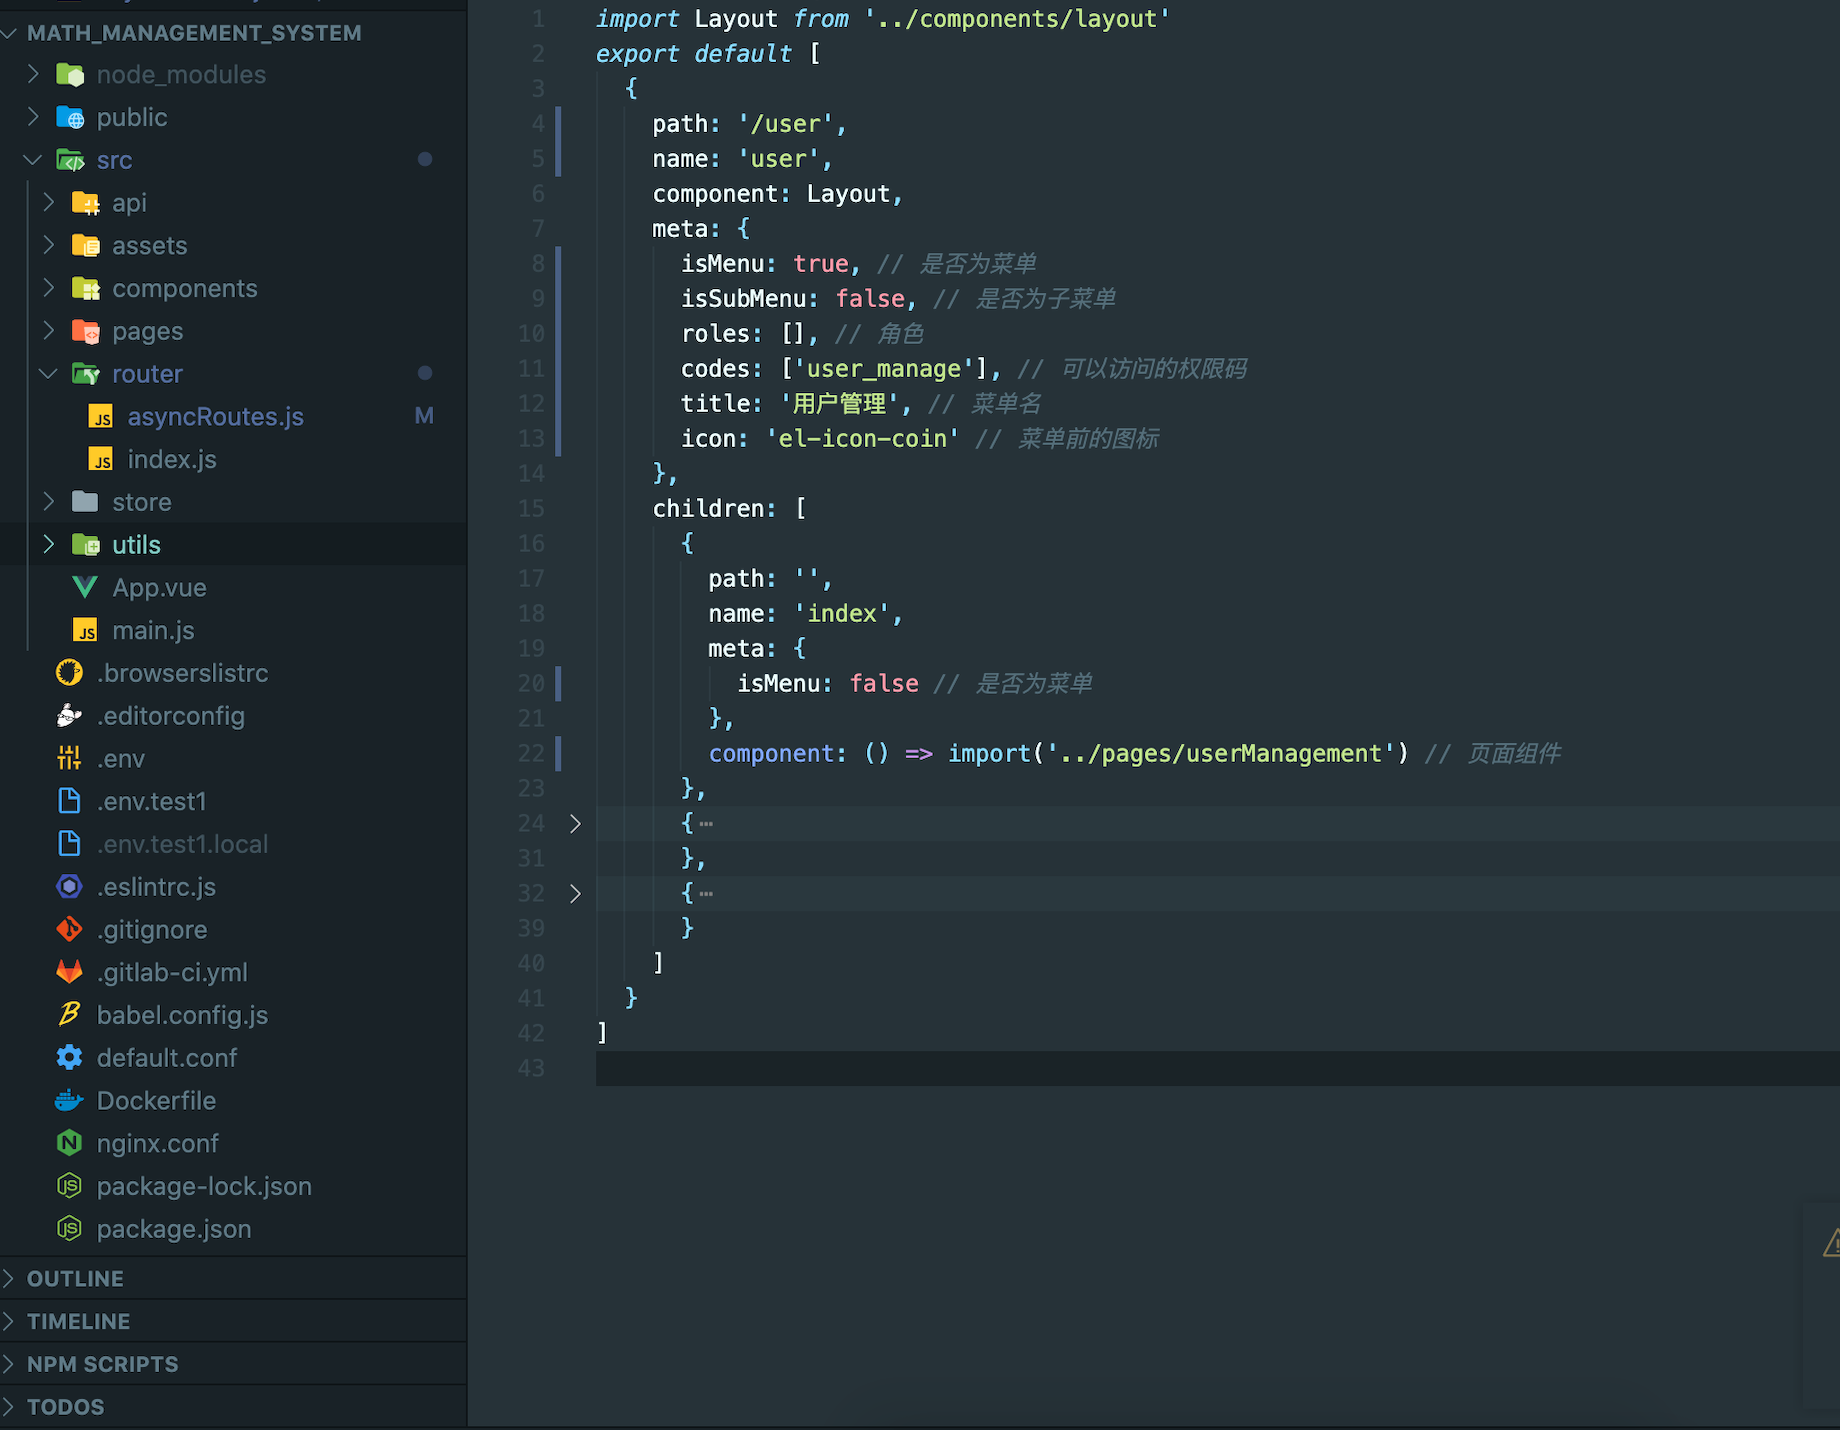 MATH_MANAGEMENT_SYSTEM
node_modules
public
src
api
assets
components
pages
router
asyncRoutes.js M
index.js
store
utils
App.vue
main.js
.browserslistrc
.editorconfig
.env
.env.test1
.env.test1.local
.eslintrc.js
.gitignore
.gitlab-ci.yml
babel.config.js
default.conf
Dockerfile
nginx.conf
package-lock.json
package.json
OUTLINE
TIMELINE
NPM SCRIPTS
TODOS
1 import Layout from '../components/layout'
2 export default [
3 {
4 path: '/user',
5 name: 'user',
6 component: Layout,
7 meta: {
8 isMenu: true, // 是否为菜单
9 isSubMenu: false, // 是否为子菜单
10 roles: [], // 角色
11 codes: ['user_manage'], // 可以访问的权限码
12 title: '用户管理', // 菜单名
13 icon: 'el-icon-coin' // 菜单前的图标
14 },
15 children: [
16 {
17 path: '',
18 name: 'index',
19 meta: {
20 isMenu: false // 是否为菜单
21 },
22 component: () => import('../pages/userManagement') // 页面组件
23 },
24 {…
31 },
32 {…
39 }
40 ]
41 }
42 ]
43